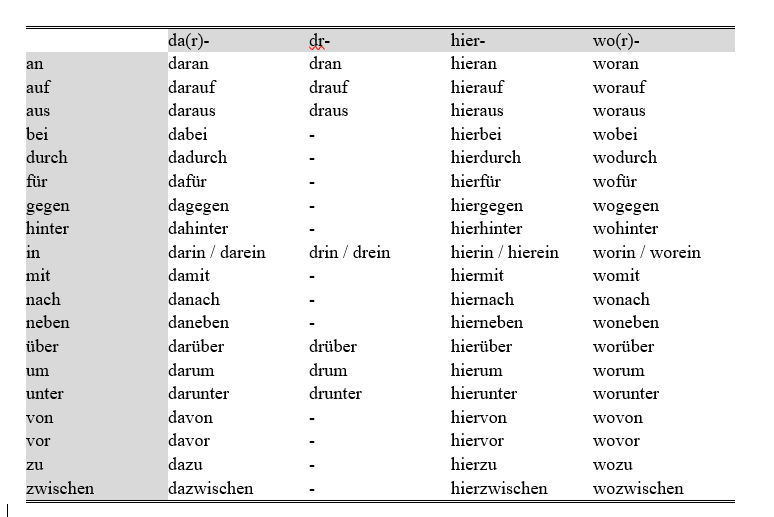 da(r)- dr- hier- wo(r)-
an daran dran hieran woran
auf darauf drauf hierauf worauf
aus daraus draus hieraus woraus
bei dabei - hierbei wobei
durch dadurch - hierdurch wodurch
für dafür - hierfür wofür
gegen dagegen - hiergegen wogegen
hinter dahinter - hierhinter wohinter
in darin / darein drin / drein hierin / hierein worin / worein
mit damit - hiermit womit
nach danach - hiernach wonach
neben daneben - hierneben woneben
über darüber drüber hierüber worüber
um darum drum hierum worum
unter darunter drunter hierunter worunter
von davon - hiervon wovon
vor davor - hiervor wovor
zu dazu - hierzu wozu
zwischen dazwischen - hierzwischen wozwischen